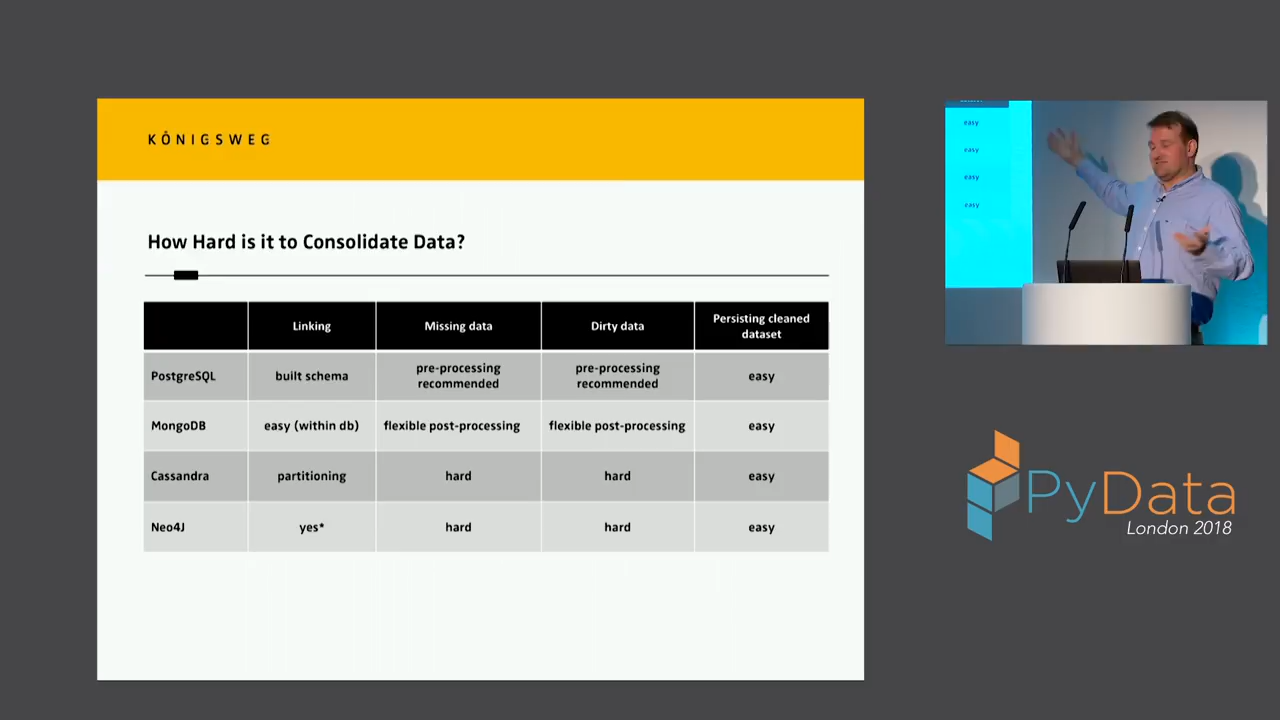 KÖNIGSWEG
How Hard is it to Consolidate Data?
Linking Missing data Dirty data Persisting cleaned dataset
PostgreSQL built schema pre-processing recommended pre-processing recommended easy
MongoDB easy (within db) flexible post-processing flexible post-processing easy
Cassandra partitioning hard hard easy
Neo4J yes* hard hard easy
easy
easy
easy
easy
PyData
London 2018